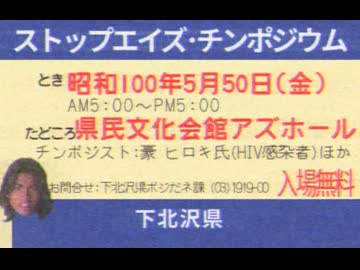 ストップエイズ・チンポジウム
とき 昭和100年5月50日(金)
AM5:00〜PM5:00
たどころ 県民文化会館アズホール
チンポジスト:豪 ヒロキ氏(HIV感染者)ほか
お問合せ:下北沢県ポジだネ課 (03)1919-00
入場無料
下北沢県